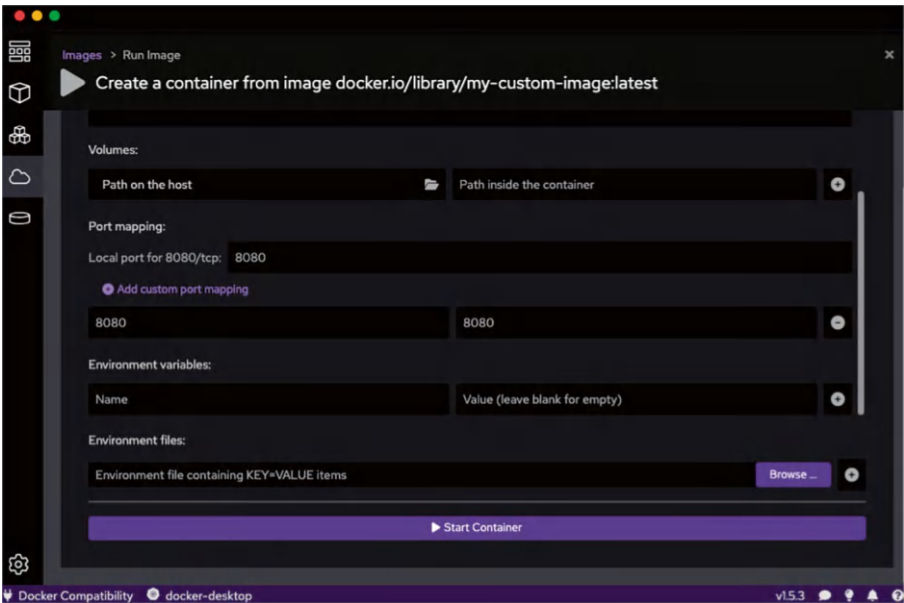 Images > Run Image
Create a container from image docker.io/library/my-custom-image:latest
Volumes:
Path on the host Path inside the container
Port mapping:
Local port for 8080/tcp: 8080
Add custom port mapping
8080 8080
Environment variables:
Name Value (leave blank for empty)
Environment files:
Environment file containing KEY=VALUE items Browse ...
Start Container
Docker Compatibility docker-desktop v1.5.3